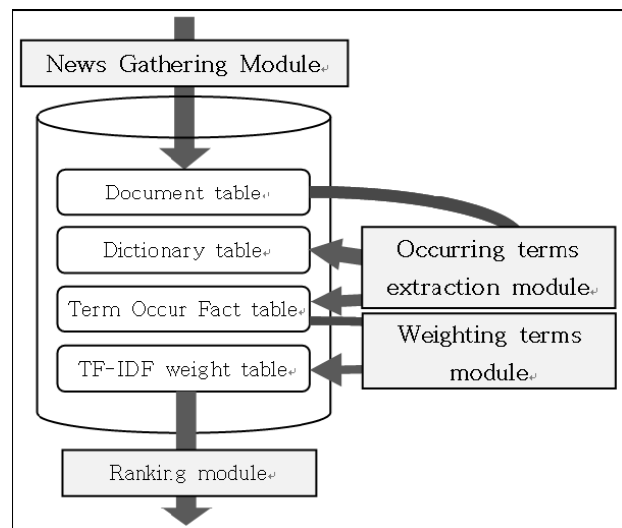 News Gathering Module
Document table
Dictionary table
Occurring terms
extraction module
Term Occur Fact table
Weighting terms
module
TF-IDF weight table
Ranking module